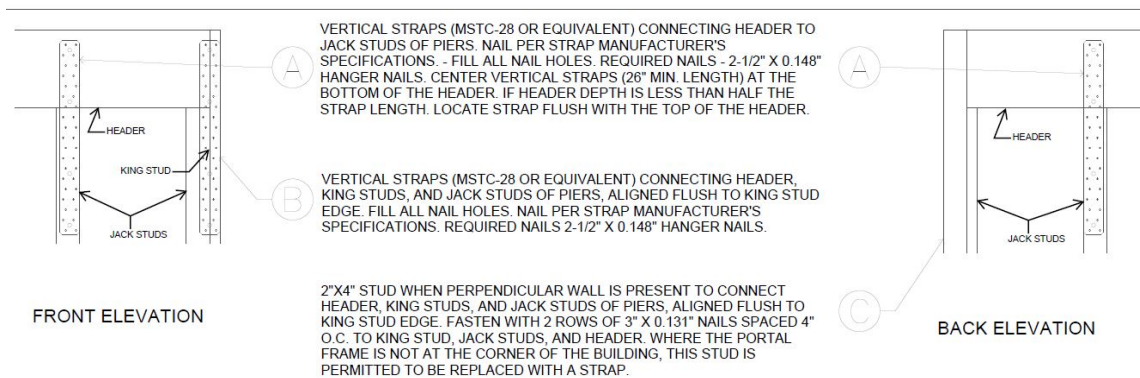 VERTICAL STRAPS (MSTC-28 OR EQUIVALENT) CONNECTING HEADER TO
JACK STUDS OF PIERS. NAIL PER STRAP MANUFACTURER'S
SPECIFICATIONS. - FILL ALL NAIL HOLES. REQUIRED NAILS - 2-1/2" X 0.148"
HANGER NAILS. CENTER VERTICAL STRAPS (26" MIN. LENGTH) AT THE
BOTTOM OF THE HEADER. IF HEADER DEPTH IS LESS THAN HALF THE
STRAP LENGTH. LOCATE STRAP FLUSH WITH THE TOP OF THE HEADER.
A
A
HEADER
KING STUD
JACK STUDS
HEADER
JACK STUDS
B
VERTICAL STRAPS (MSTC-28 OR EQUIVALENT) CONNECTING HEADER,
KING STUDS, AND JACK STUDS OF PIERS, ALIGNED FLUSH TO KING STUD
EDGE. FILL ALL NAIL HOLES. NAIL PER STRAP MANUFACTURER'S
SPECIFICATIONS. REQUIRED NAILS 2-1/2" X 0.148" HANGER NAILS.
FRONT ELEVATION
2"X4" STUD WHEN PERPENDICULAR WALL IS PRESENT TO CONNECT
HEADER, KING STUDS, AND JACK STUDS OF PIERS, ALIGNED FLUSH TO
KING STUD EDGE. FASTEN WITH 2 ROWS OF 3" X 0.131" NAILS SPACED 4"
O.C. TO KING STUD, JACK STUDS, AND HEADER. WHERE THE PORTAL
FRAME IS NOT AT THE CORNER OF THE BUILDING, THIS STUD IS
PERMITTED TO BE REPLACED WITH A STRAP.
C
BACK ELEVATION